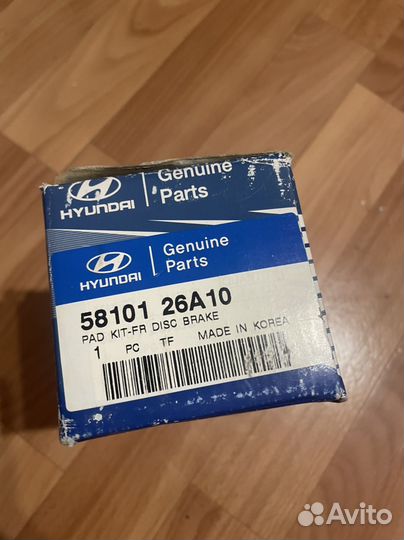 Genuine
Parts
HYUNDAI
Genuine
Parts
HYUNDAI
58101 26A10
PAD KIT-FR DISC BRAKE
1 PC TF MADE IN KOREA
Avito